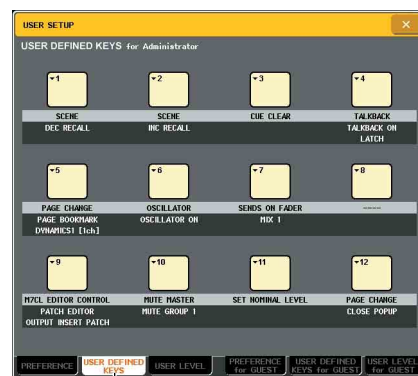 USER SETUP
×
USER DEFINED KEYS for Administrator
1
2
3
4
SCENE
SCENE
CUE CLEAR
TALKBACK
DEC RECALL
INC RECALL
TALKBACK ON
LATCH
5
6
7
8
PAGE CHANGE
OSCILLATOR
SENDS ON FADER
-----
PAGE BOOKMARK
DYNAMICS1 [1ch]
OSCILLATOR ON
MIX 1
9
10
11
12
M7CL EDITOR CONTROL
MUTE MASTER
SET NOMINAL LEVEL
PAGE CHANGE
PATCH EDITOR
OUTPUT INSERT PATCH
MUTE GROUP 1
CLOSE POPUP
PREFERENCE
USER DEFINED
KEYS
USER LEVEL
PREFERENCE
for GUEST
USER DEFINED
KEYS for GUEST
USER LEVEL
for GUEST